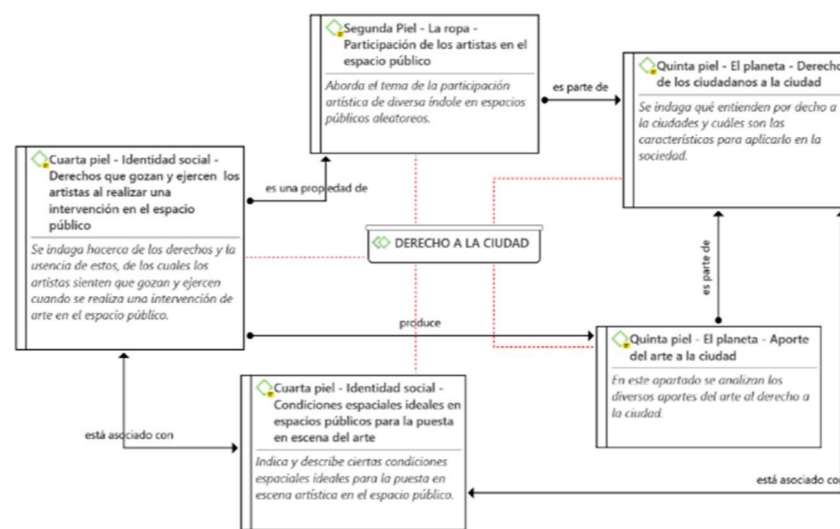 Segunda Piel - La ropa -
Participación de los artistas en el
espacio público
Aborda el tema de la participación
artística de diversa índole en espacios
públicos aleatoreos.
es parte de
Quinta piel - El planeta - Derecho
de los ciudadanos a la ciudad
Se indaga qué entienden por decho a
la ciudades y cuáles son las
características para aplicarlo en la
sociedad.
Cuarta piel - Identidad social -
Derechos que gozan y ejercen los
artistas al realizar una
intervención en el espacio
público
Se indaga hacerca de los derechos y la
usencia de estos, de los cuales los
artistas sienten que gozan y ejercen
cuando se realiza una intervención de
arte en el espacio público.
es una propiedad de
DERECHO A LA CIUDAD
es parte de
produce
Quinta piel - El planeta - Aporte
del arte a la ciudad
En este apartado se analizan los
diversos aportes del arte al derecho a
la ciudad.
Cuarta piel - Identidad social -
Condiciones espaciales ideales en
espacios públicos para la puesta
en escena del arte
Indica y describe ciertas condiciones
espaciales ideales para la puesta en
escena artística en el espacio público.
está asociado con
está asociado con